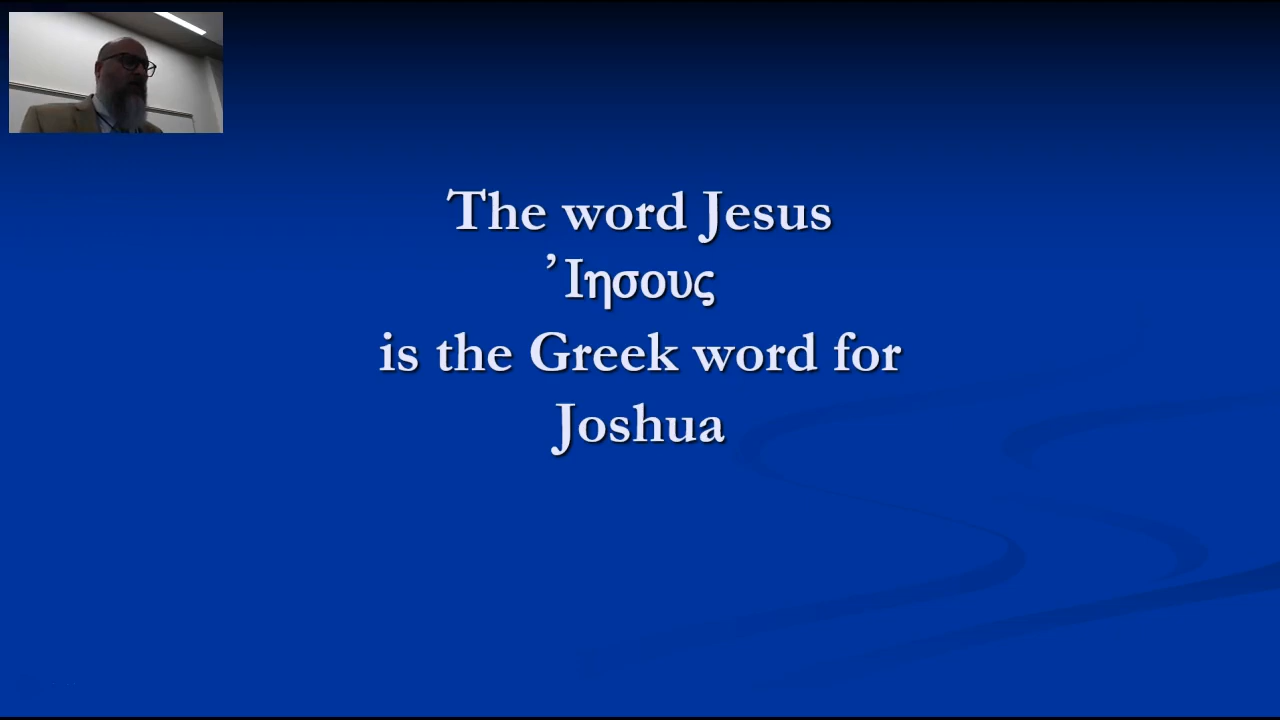 The word Jesus
᾿Ιησους
is the Greek word for
Joshua